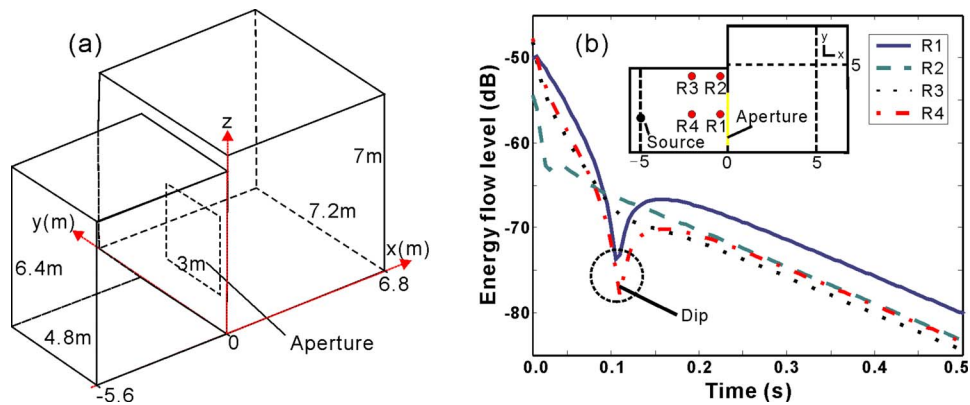 (a)
z
y(m)
x(m)
7m
7.2m
6.8
6.4m
3m
4.8m
0
-5.6
Aperture
(b)
Energy flow level (dB)
-50
-60
-70
-80
0.0
0.1
0.2
0.3
0.4
0.5
Time (s)
R3
R2
R4
R1
Source
Aperture
-5
0
5
y
x
5
Dip
R1
R2
R3
R4